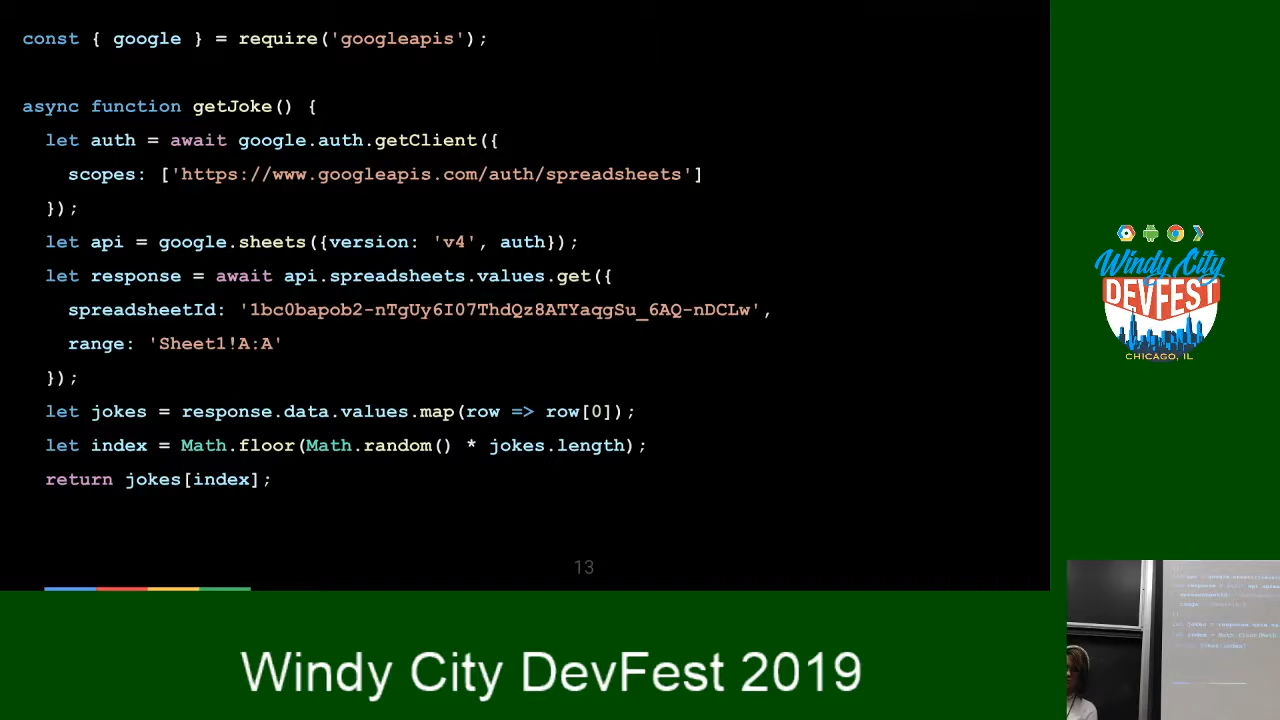 const { google } = require('googleapis');
async function getJoke() {
let auth = await google.auth.getClient({
scopes: ['https://www.googleapis.com/auth/spreadsheets']
});
let api = google.sheets({version: 'v4', auth});
let response = await api.spreadsheets.values.get({
spreadsheetId: '1bc0bapob2-nTgUy6I07ThdQz8ATYaqgSu_6AQ-nDCLw',
range: 'Sheet1!A:A'
});
let jokes = response.data.values.map(row => row[0]);
let index = Math.floor(Math.random() * jokes.length);
return jokes[index];
13
Windy City
DEVFEST
CHICAGO, IL
Windy City DevFest 2019